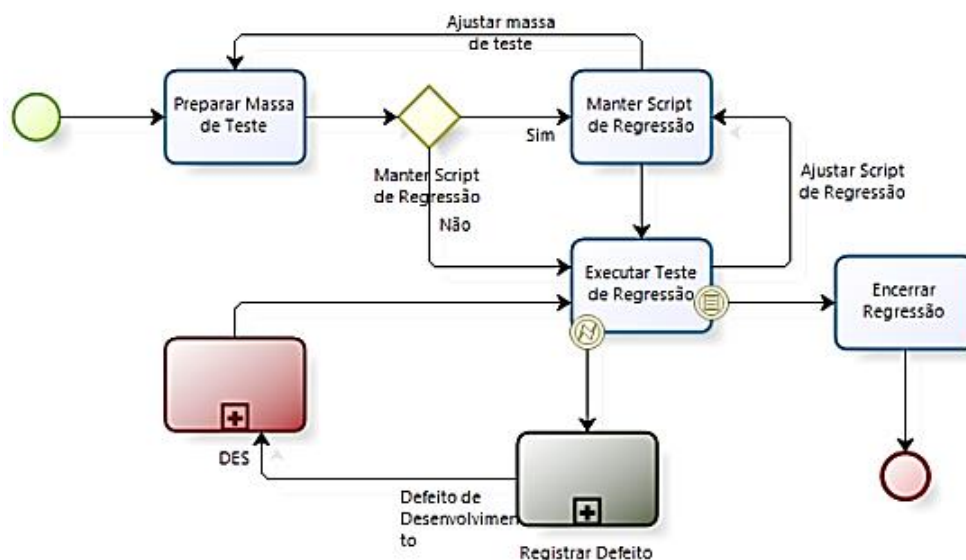 Ajustar massa
de teste
Preparar Massa
de Teste
Manter Script
de Regressão
Sim
Manter Script
de Regressão
Ajustar Script
de Regressão
Não
Executar Teste
de Regressão
Encerrar
Regressão
DES
Defeito de
Desenvolvimen
to
Registrar Defeito